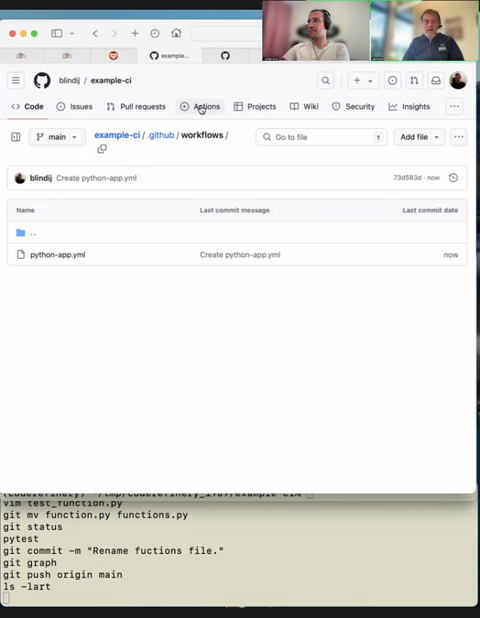 example...
blindij / example-ci
Code Issues Pull requests Actions Projects Wiki Security Insights
main example-ci / .github / workflows / Go to file t Add file
blindij Create python-app.yml 73d583d · now
Name Last commit message Last commit date
..
python-app.yml Create python-app.yml now
vim test_function.py
git mv function.py functions.py
git status
pytest
git commit -m "Rename fuctions file."
git graph
git push origin main
ls -lart